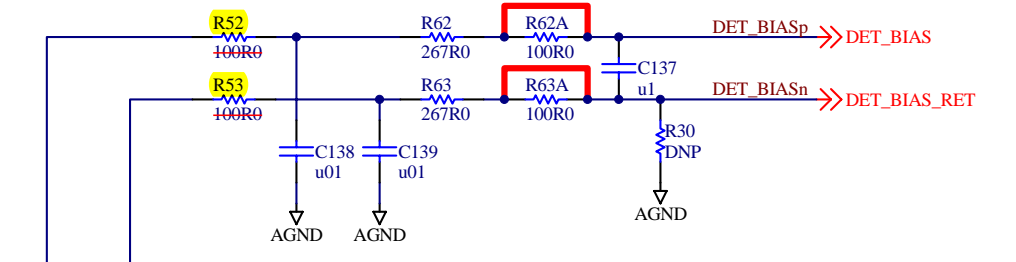 R52
100R0
R62
267R0
R62A
100R0
DET_BIASp
DET_BIAS
C137
u1
R53
100R0
R63
267R0
R63A
100R0
DET_BIASn
DET_BIAS_RET
R30
DNP
C138
u01
C139
u01
AGND
AGND
AGND